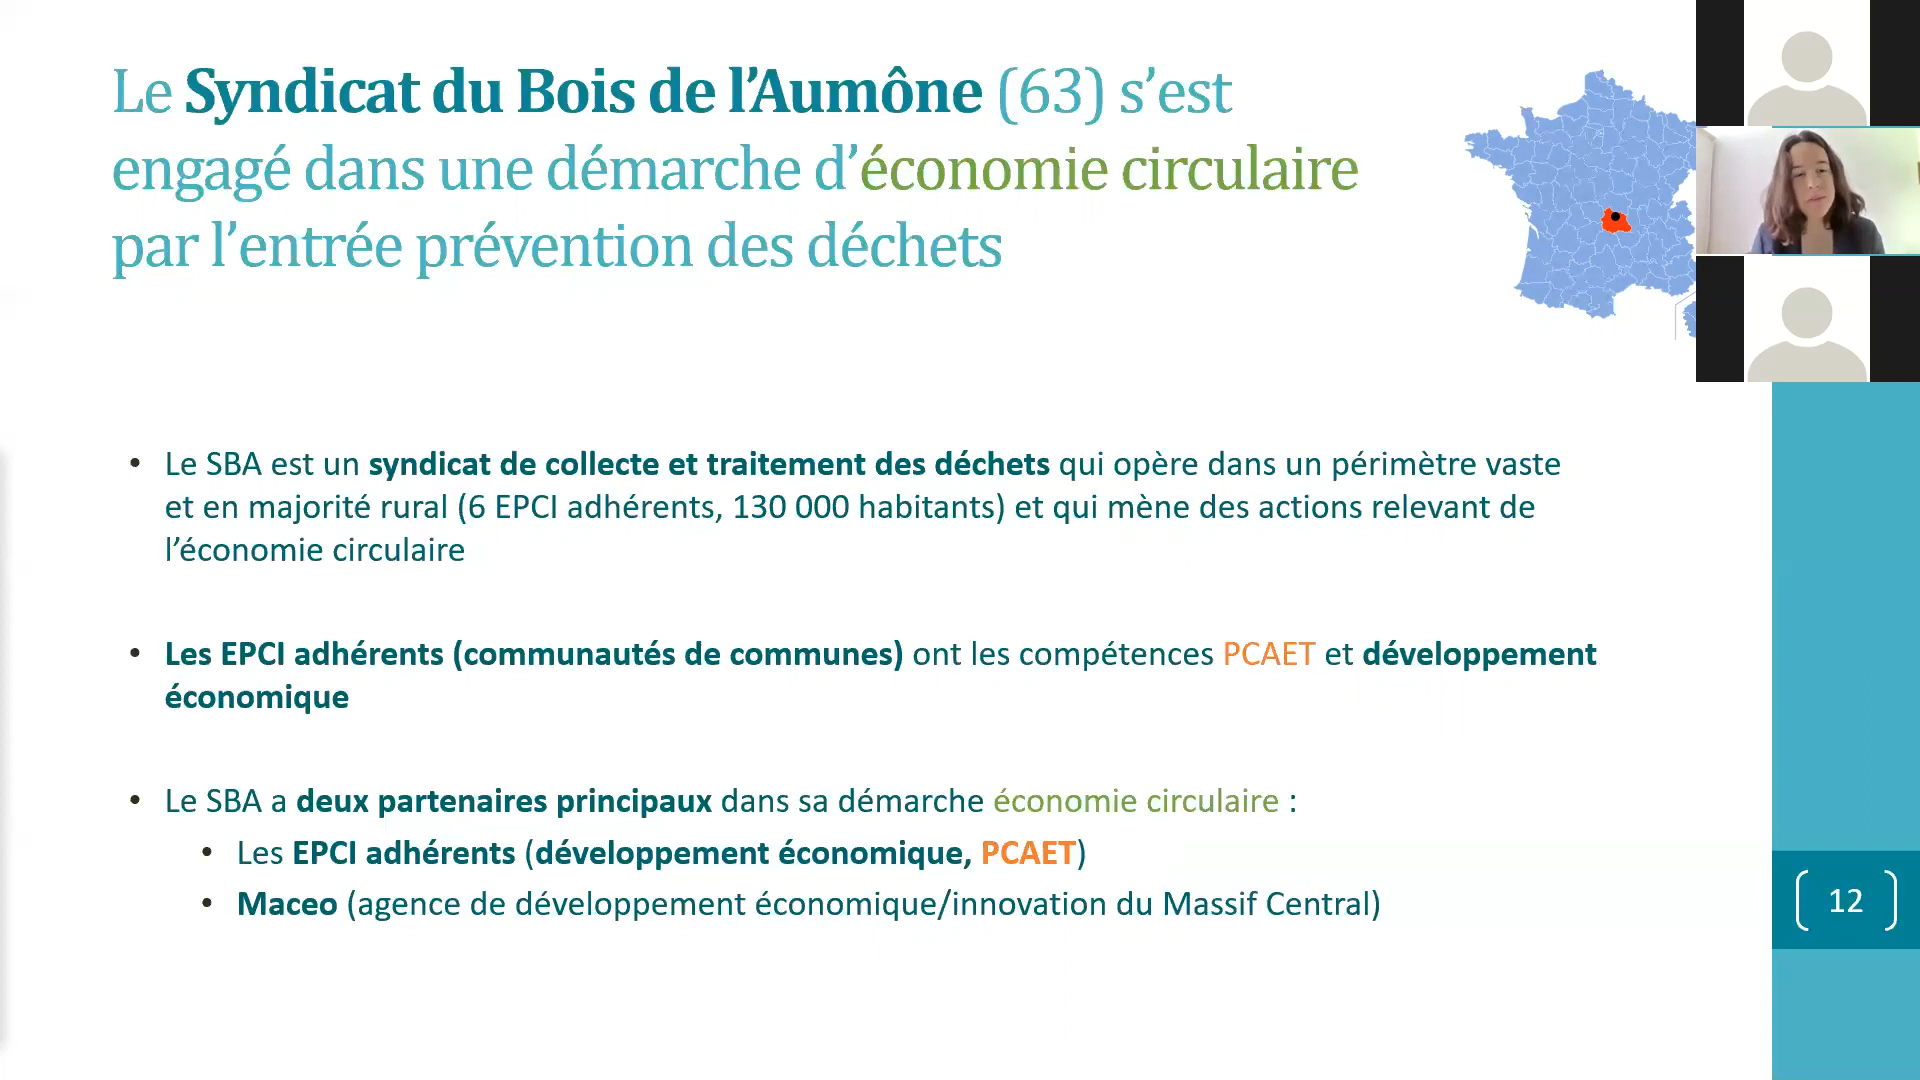 Le Syndicat du Bois de l’Aumône (63) s’est
engagé dans une démarche d’économie circulaire
par l’entrée prévention des déchets
• Le SBA est un syndicat de collecte et traitement des déchets qui opère dans un périmètre vaste
et en majorité rural (6 EPCI adhérents, 130 000 habitants) et qui mène des actions relevant de
l’économie circulaire
• Les EPCI adhérents (communautés de communes) ont les compétences PCAET et développement
économique
• Le SBA a deux partenaires principaux dans sa démarche économie circulaire :
• Les EPCI adhérents (développement économique, PCAET)
• Maceo (agence de développement économique/innovation du Massif Central)
12